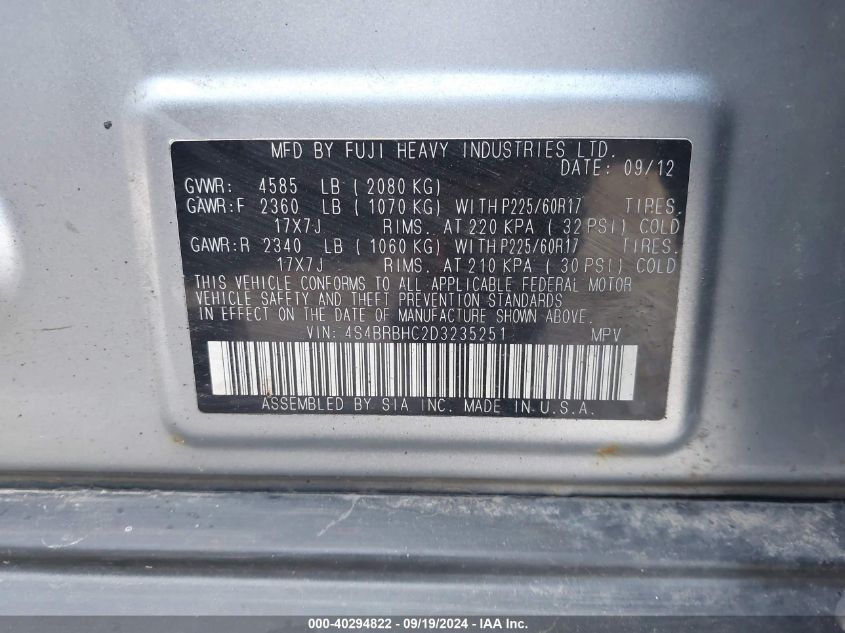 MFD BY FUJI HEAVY INDUSTRIES LTD.
DATE: 09/12
GVWR: 4585 LB ( 2080 KG)
GAWR:F 2360 LB ( 1070 KG) WITH P225/60R17 TIRES.
17X7J RIMS. AT 220 KPA ( 32 PSI) COLD
GAWR:R 2340 LB ( 1060 KG) WITH P225/60R17 TIRES.
17X7J RIMS. AT 210 KPA ( 30 PSI) COLD
THIS VEHICLE CONFORMS TO ALL APPLICABLE FEDERAL MOTOR
VEHICLE SAFETY AND THEFT PREVENTION STANDARDS
IN EFFECT ON THE DATE OF MANUFACTURE SHOWN ABOVE.
VIN: 4S4BRBHC2D3235251 MPV
ASSEMBLED BY SIA INC. MADE IN U.S.A.
000-40294822 - 09/19/2024 - IAA Inc.